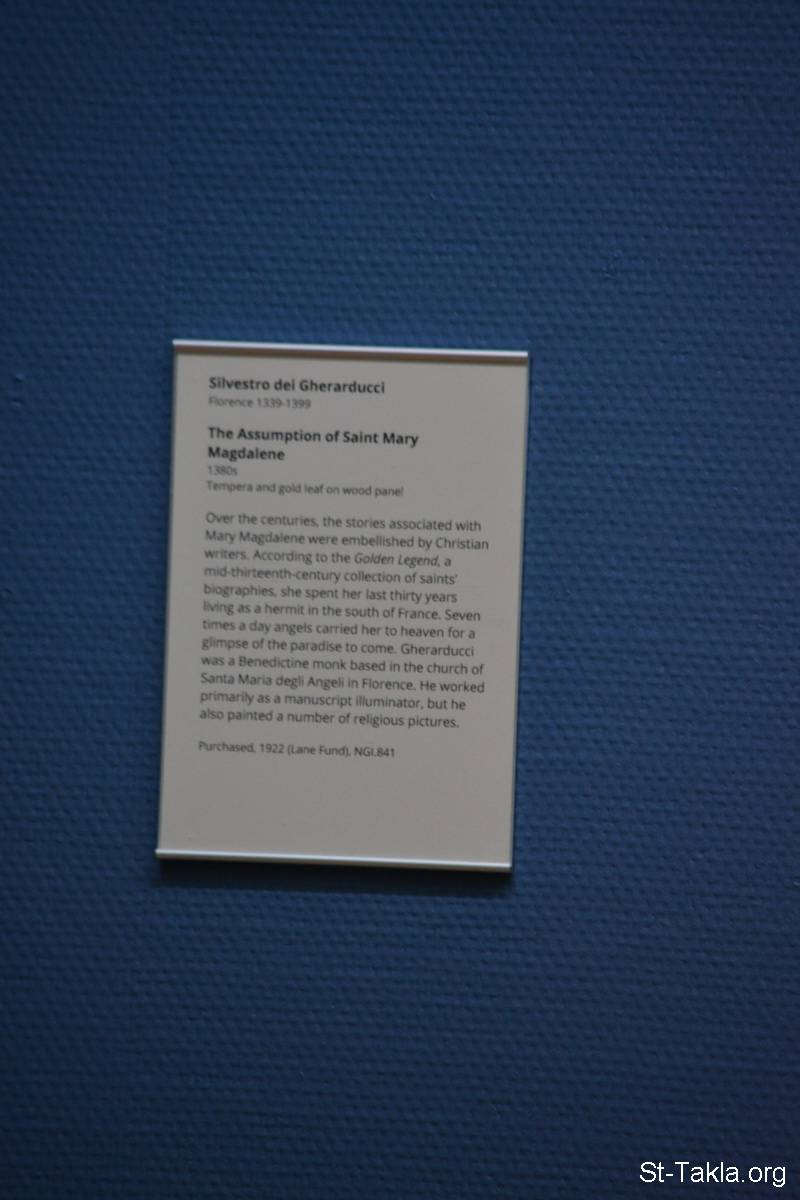 Silvestro dei Gherarducci
Florence 1339-1399
The Assumption of Saint Mary
Magdalene
1380s
Tempera and gold leaf on wood panel
Over the centuries, the stories associated with
Mary Magdalene were embellished by Christian
writers. According to the Golden Legend, a
mid-thirteenth-century collection of saints'
biographies, she spent her last thirty years
living as a hermit in the south of France. Seven
times a day angels carried her to heaven for a
glimpse of the paradise to come. Gherarducci
was a Benedictine monk based in the church of
Santa Maria degli Angeli in Florence. He worked
primarily as a manuscript illuminator, but he
also painted a number of religious pictures.
Purchased, 1922 (Lane Fund), NGI.841
St-Takla.org